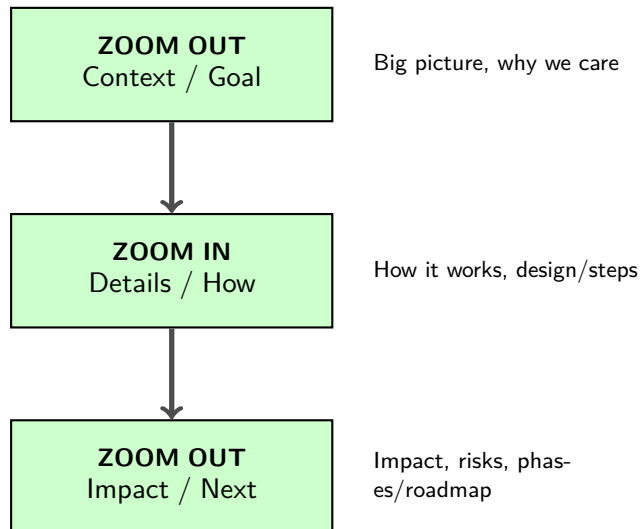 ZOOM OUT
Context / Goal
Big picture, why we care
ZOOM IN
Details / How
How it works, design/steps
ZOOM OUT
Impact / Next
Impact, risks, phas-
es/roadmap